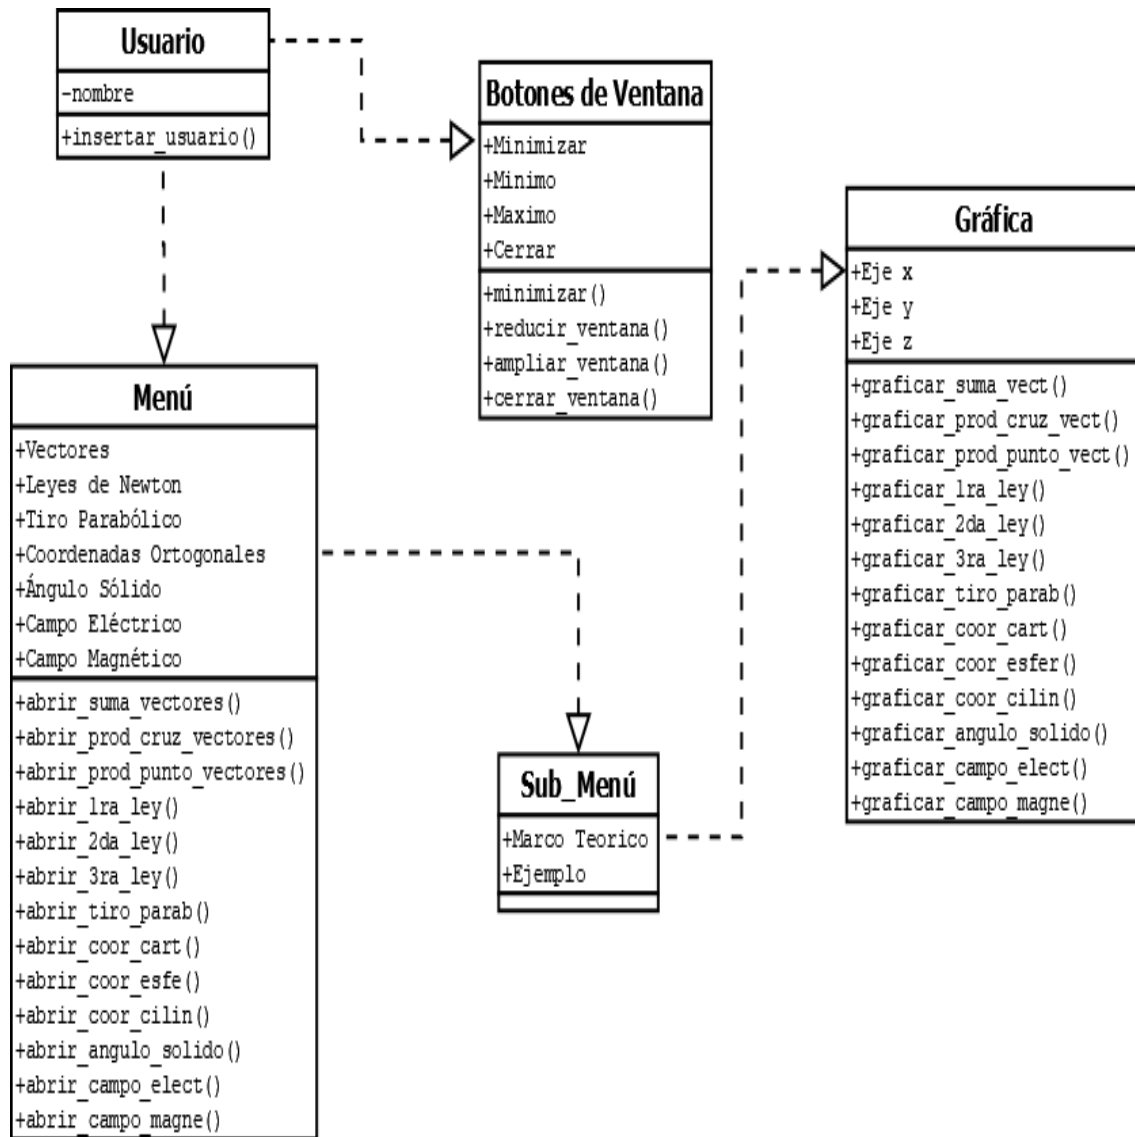 Usuario
-nombre
+insertar_usuario()
Botones de Ventana
+Minimizar
+Minimo
+Maximo
+Cerrar
+minimizar()
+reducir_ventana()
+ampliar_ventana()
+cerrar_ventana()
Gráfica
+Eje x
+Eje y
+Eje z
+graficar_suma_vect()
+graficar_prod_cruz_vect()
+graficar_prod_punto_vect()
+graficar_1ra_ley()
+graficar_2da_ley()
+graficar_3ra_ley()
+graficar_tiro_parab()
+graficar_coor_cart()
+graficar_coor_esfer()
+graficar_coor_cilin()
+graficar_angulo_solido()
+graficar_campo_elect()
+graficar_campo_magne()
Menú
+Vectores
+Leyes de Newton
+Tiro Parabólico
+Coordenadas Ortogonales
+Ángulo Sólido
+Campo Eléctrico
+Campo Magnético
+abrir_suma_vectores()
+abrir_prod_cruz_vectores()
+abrir_prod_punto_vectores()
+abrir_1ra_ley()
+abrir_2da_ley()
+abrir_3ra_ley()
+abrir_tiro_parab()
+abrir_coor_cart()
+abrir_coor_esfe()
+abrir_coor_cilin()
+abrir_angulo_solido()
+abrir_campo_elect()
+abrir_campo_magne()
Sub_Menú
+Marco Teorico
+Ejemplo